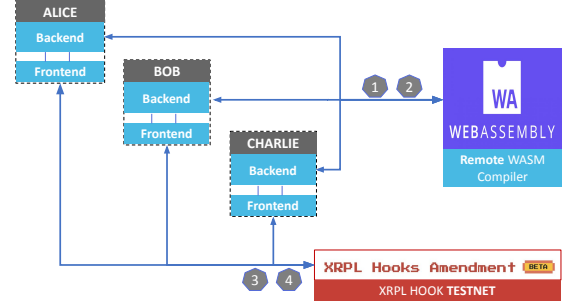 ALICE
Backend
Frontend
BOB
Backend
Frontend
CHARLIE
Backend
Frontend
1 2
WA
WEBASSEMBLY
Remote WASM
Compiler
3 4
XRPL Hooks Amendment BETA
XRPL HOOK TESTNET